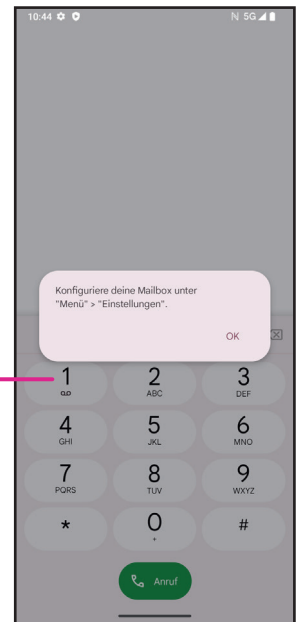 10:44 5G
Konfiguriere deine Mailbox unter
"Menü" > "Einstellungen".
OK
1 2 3
ABC DEF
4 5 6
GHI JKL MNO
7 8 9
PQRS TUV WXYZ
* 0 #
+
Anruf